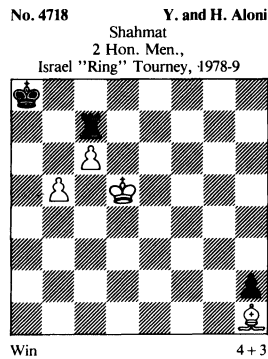 No. 4718 Y. and H. Aloni
Shahmat
2 Hon. Men.,
Israel "Ring" Tourney, 1978-9
Win 4 + 3